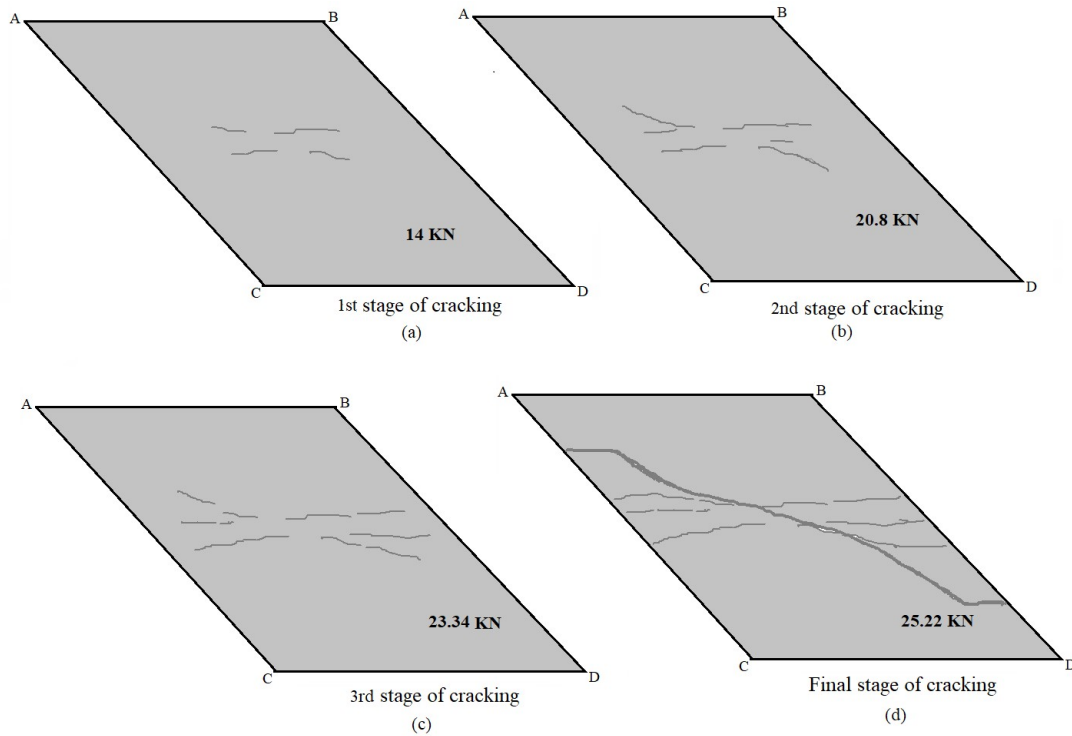 A
B
14 KN
C
D
1st stage of cracking
(a)
A
B
20.8 KN
C
D
2nd stage of cracking
(b)
A
B
23.34 KN
C
D
3rd stage of cracking
(c)
A
B
25.22 KN
C
D
Final stage of cracking
(d)